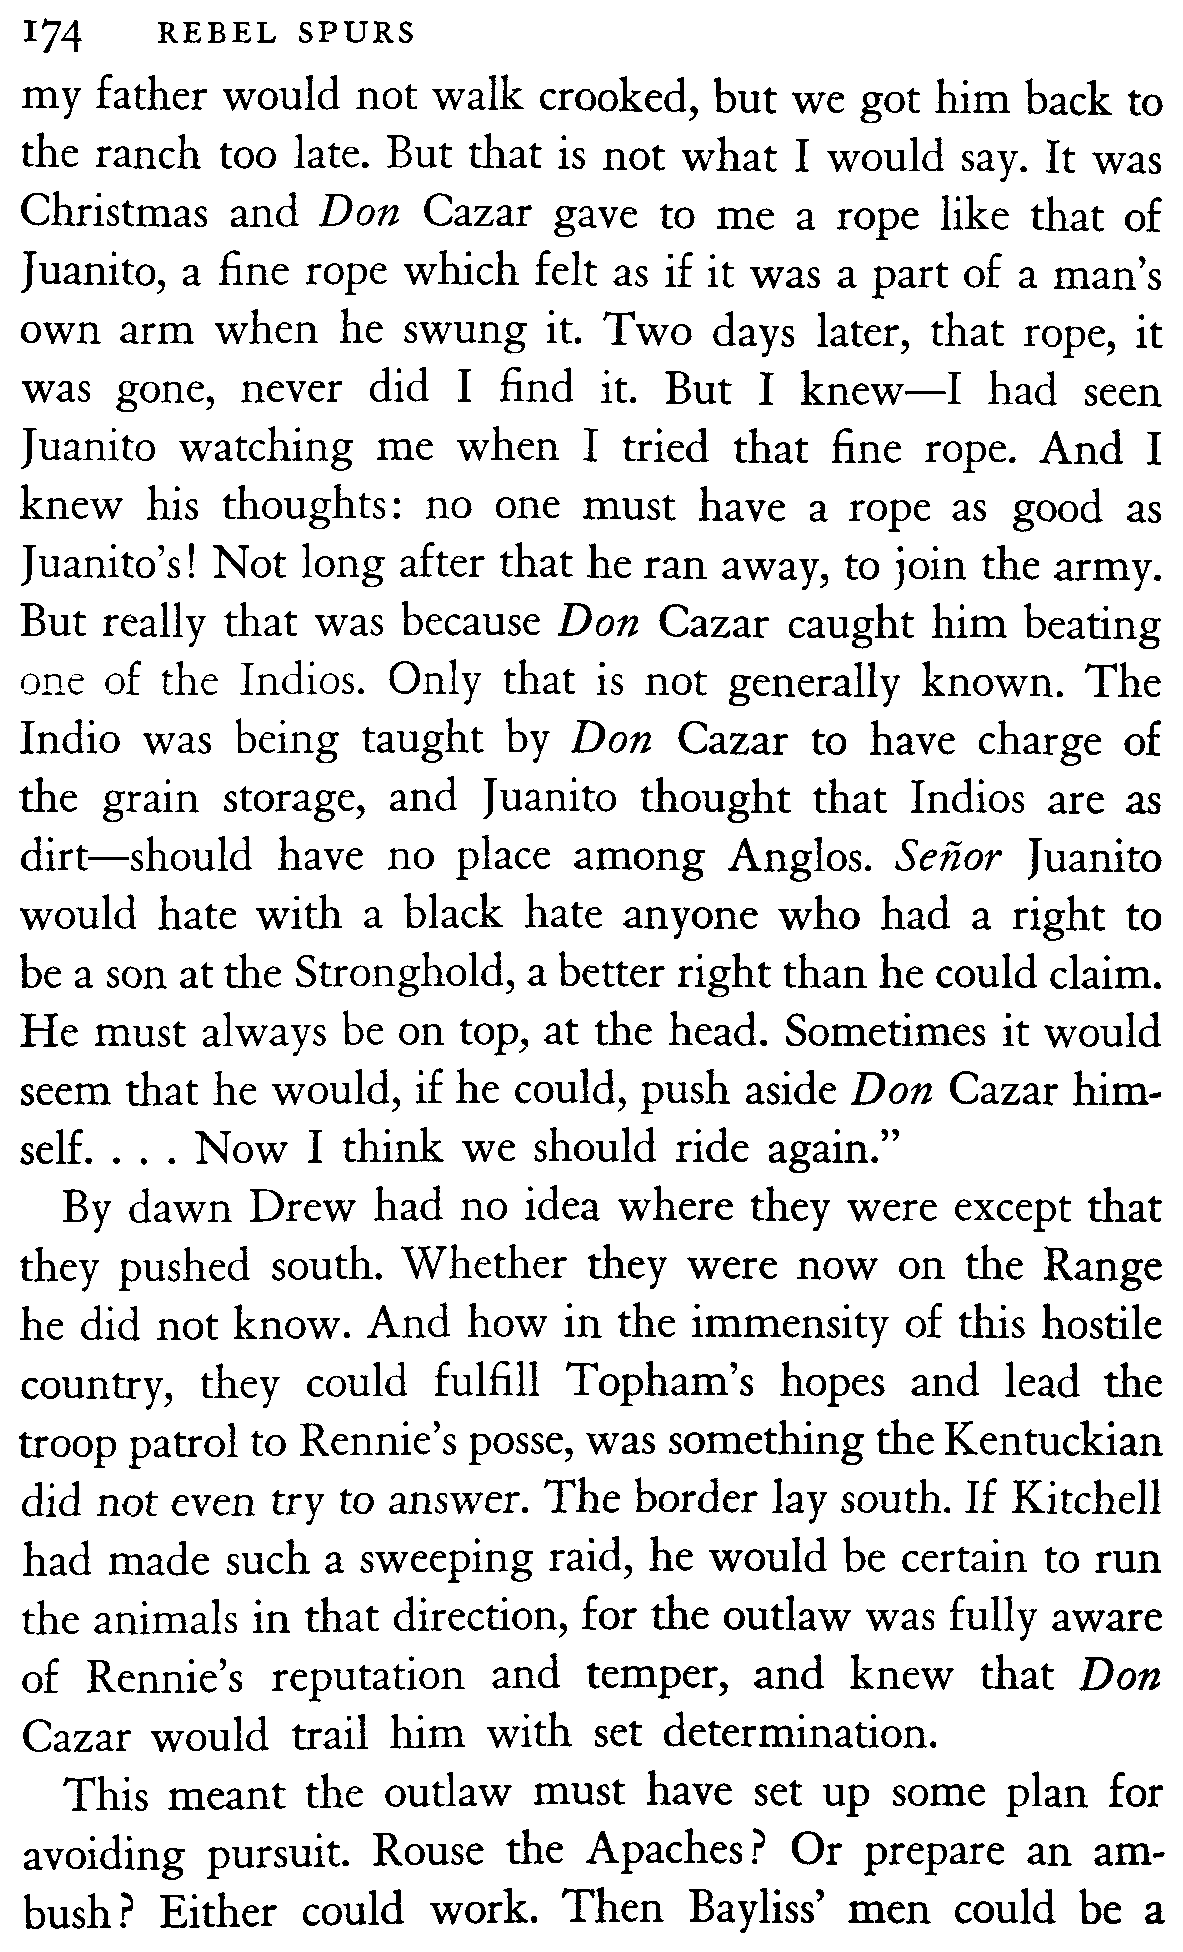 174 REBEL SPURS
my father would not walk crooked, but we got him back to
the ranch too late. But that is not what I would say. It was
Christmas and Don Cazar gave to me a rope like that of
Juanito, a fine rope which felt as if it was a part of a man's
own arm when he swung it. Two days later, that rope, it
was gone, never did I find it. But I knew—I had seen
Juanito watching me when I tried that fine rope. And I
knew his thoughts: no one must have a rope as good as
Juanito's! Not long after that he ran away, to join the army.
But really that was because Don Cazar caught him beating
one of the Indios. Only that is not generally known. The
Indio was being taught by Don Cazar to have charge of
the grain storage, and Juanito thought that Indios are as
dirt—should have no place among Anglos. Señor Juanito
would hate with a black hate anyone who had a right to
be a son at the Stronghold, a better right than he could claim.
He must always be on top, at the head. Sometimes it would
seem that he would, if he could, push aside Don Cazar him-
self. . . . Now I think we should ride again.”
By dawn Drew had no idea where they were except that
they pushed south. Whether they were now on the Range
he did not know. And how in the immensity of this hostile
country, they could fulfill Topham's hopes and lead the
troop patrol to Rennie's posse, was something the Kentuckian
did not even try to answer. The border lay south. If Kitchell
had made such a sweeping raid, he would be certain to run
the animals in that direction, for the outlaw was fully aware
of Rennie's reputation and temper, and knew that Don
Cazar would trail him with set determination.
This meant the outlaw must have set up some plan for
avoiding pursuit. Rouse the Apaches? Or prepare an am-
bush? Either could work. Then Bayliss' men could be a